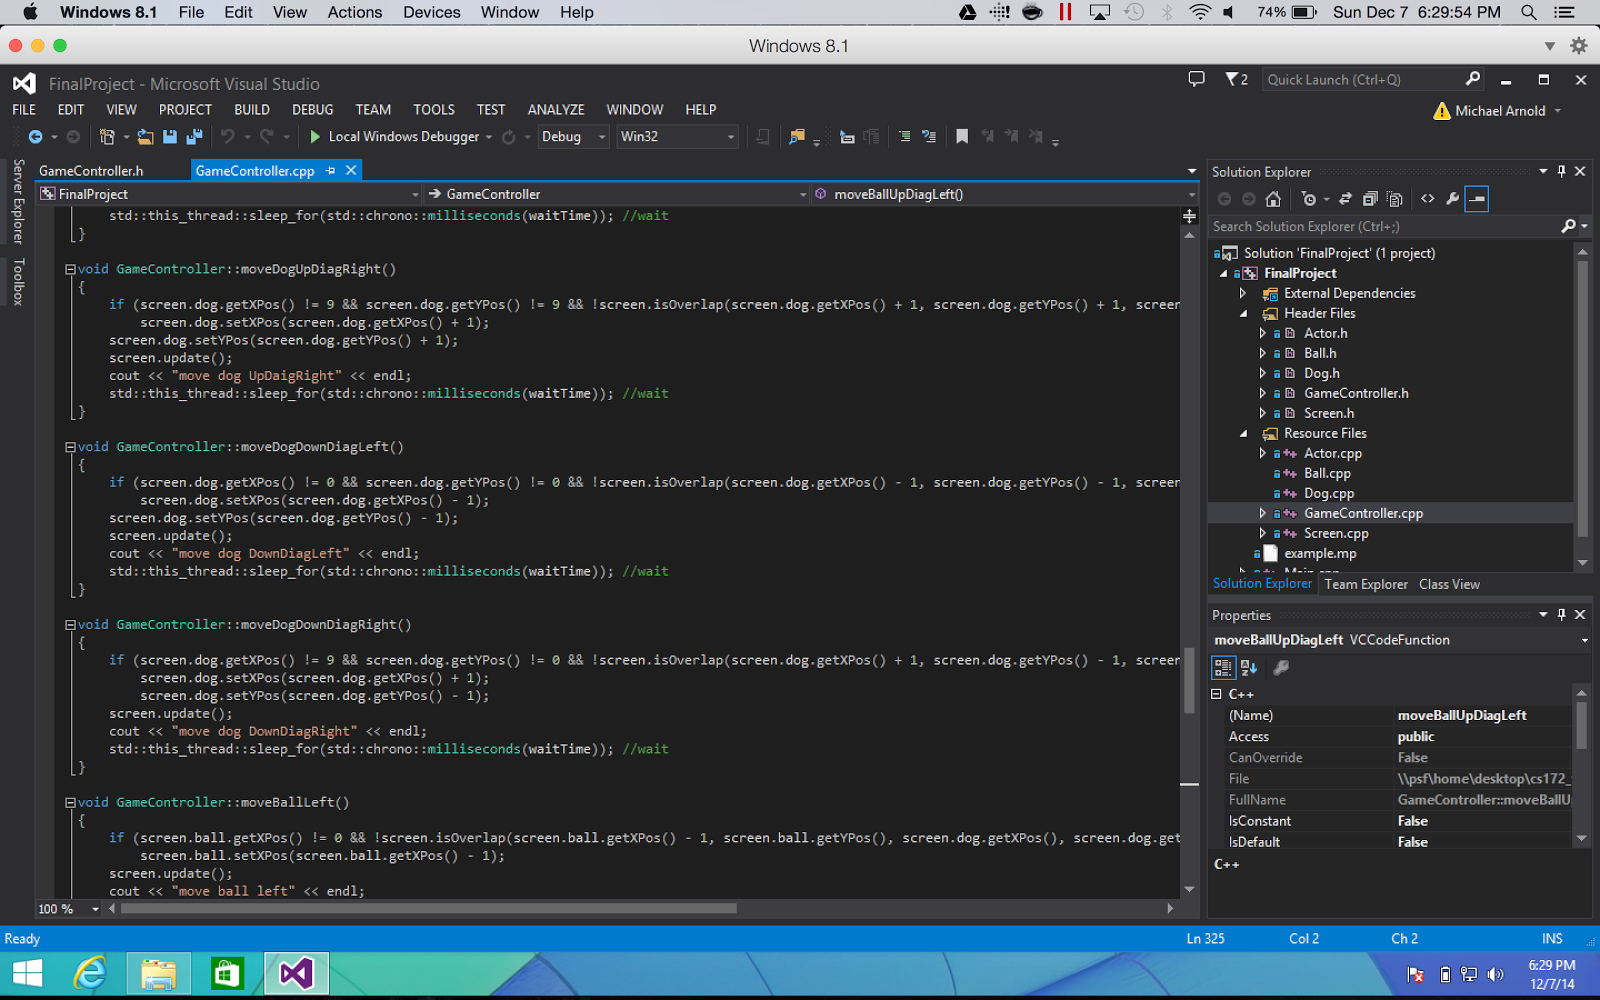 Windows 8.1 File Edit View Actions Devices Window Help 74% Sun Dec 7 6:29:54 PM
Windows 8.1
FinalProject - Microsoft Visual Studio 2 Quick Launch (Ctrl+Q)
FILE EDIT VIEW PROJECT BUILD DEBUG TEAM TOOLS TEST ANALYZE WINDOW HELP Michael Arnold
Local Windows Debugger Debug Win32
Server Explorer
Toolbox
GameController.h GameController.cpp
FinalProject GameController moveBallUpDiagLeft()
std::this_thread::sleep_for(std::chrono::milliseconds(waitTime)); //wait
}
void GameController::moveDogUpDiagRight()
{
if (screen.dog.getXPos() != 9 && screen.dog.getYPos() != 9 && !screen.isOverlap(screen.dog.getXPos() + 1, screen.dog.getYPos() + 1, screen
screen.dog.setXPos(screen.dog.getXPos() + 1);
screen.dog.setYPos(screen.dog.getYPos() + 1);
screen.update();
cout << "move dog UpDaigRight" << endl;
std::this_thread::sleep_for(std::chrono::milliseconds(waitTime)); //wait
}
void GameController::moveDogDownDiagLeft()
{
if (screen.dog.getXPos() != 0 && screen.dog.getYPos() != 0 && !screen.isOverlap(screen.dog.getXPos() - 1, screen.dog.getYPos() - 1, screen
screen.dog.setXPos(screen.dog.getXPos() - 1);
screen.dog.setYPos(screen.dog.getYPos() - 1);
screen.update();
cout << "move dog DownDiagLeft" << endl;
std::this_thread::sleep_for(std::chrono::milliseconds(waitTime)); //wait
}
void GameController::moveDogDownDiagRight()
{
if (screen.dog.getXPos() != 9 && screen.dog.getYPos() != 0 && !screen.isOverlap(screen.dog.getXPos() + 1, screen.dog.getYPos() - 1, screen
screen.dog.setXPos(screen.dog.getXPos() + 1);
screen.dog.setYPos(screen.dog.getYPos() - 1);
screen.update();
cout << "move dog DownDiagRight" << endl;
std::this_thread::sleep_for(std::chrono::milliseconds(waitTime)); //wait
}
void GameController::moveBallLeft()
{
if (screen.ball.getXPos() != 0 && !screen.isOverlap(screen.ball.getXPos() - 1, screen.ball.getYPos(), screen.dog.getXPos(), screen.dog.get
screen.ball.setXPos(screen.ball.getXPos() - 1);
screen.update();
cout << "move ball left" << endl;
100 %
Solution Explorer
Search Solution Explorer (Ctrl+;)
Solution 'FinalProject' (1 project)
FinalProject
External Dependencies
Header Files
Actor.h
Ball.h
Dog.h
GameController.h
Screen.h
Resource Files
Actor.cpp
Ball.cpp
Dog.cpp
GameController.cpp
Screen.cpp
example.mp
Main.cpp
Solution Explorer Team Explorer Class View
Properties
moveBallUpDiagLeft VCCodeFunction
C++
(Name) moveBallUpDiagLeft
Access public
CanOverride False
File \\psf\home\desktop\cs172_
FullName GameController::moveBallU
IsConstant False
IsDefault False
C++
Ready Ln 325 Col 2 Ch 2 INS
6:29 PM
12/7/14